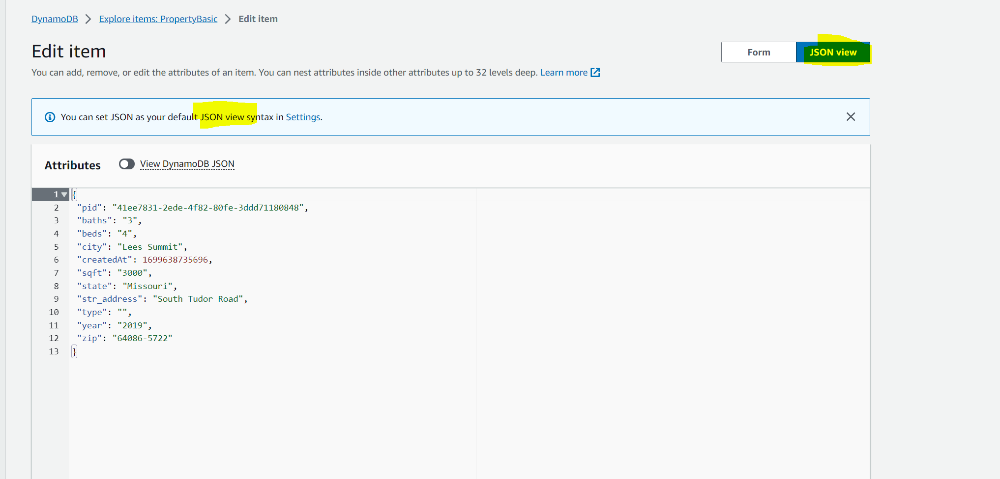 DynamoDB > Explore items: PropertyBasic > Edit item
Edit item
Form JSON view
You can add, remove, or edit the attributes of an item. You can nest attributes inside other attributes up to 32 levels deep. Learn more
You can set JSON as your default JSON view syntax in Settings.
Attributes View DynamoDB JSON
1 {
2 "pid": "41ee7831-2ede-4f82-80fe-3ddd71180848",
3 "baths": "3",
4 "beds": "4",
5 "city": "Lees Summit",
6 "createdAt": 1699638735696,
7 "sqft": "3000",
8 "state": "Missouri",
9 "str_address": "South Tudor Road",
10 "type": "",
11 "year": "2019",
12 "zip": "64086-5722"
13 }